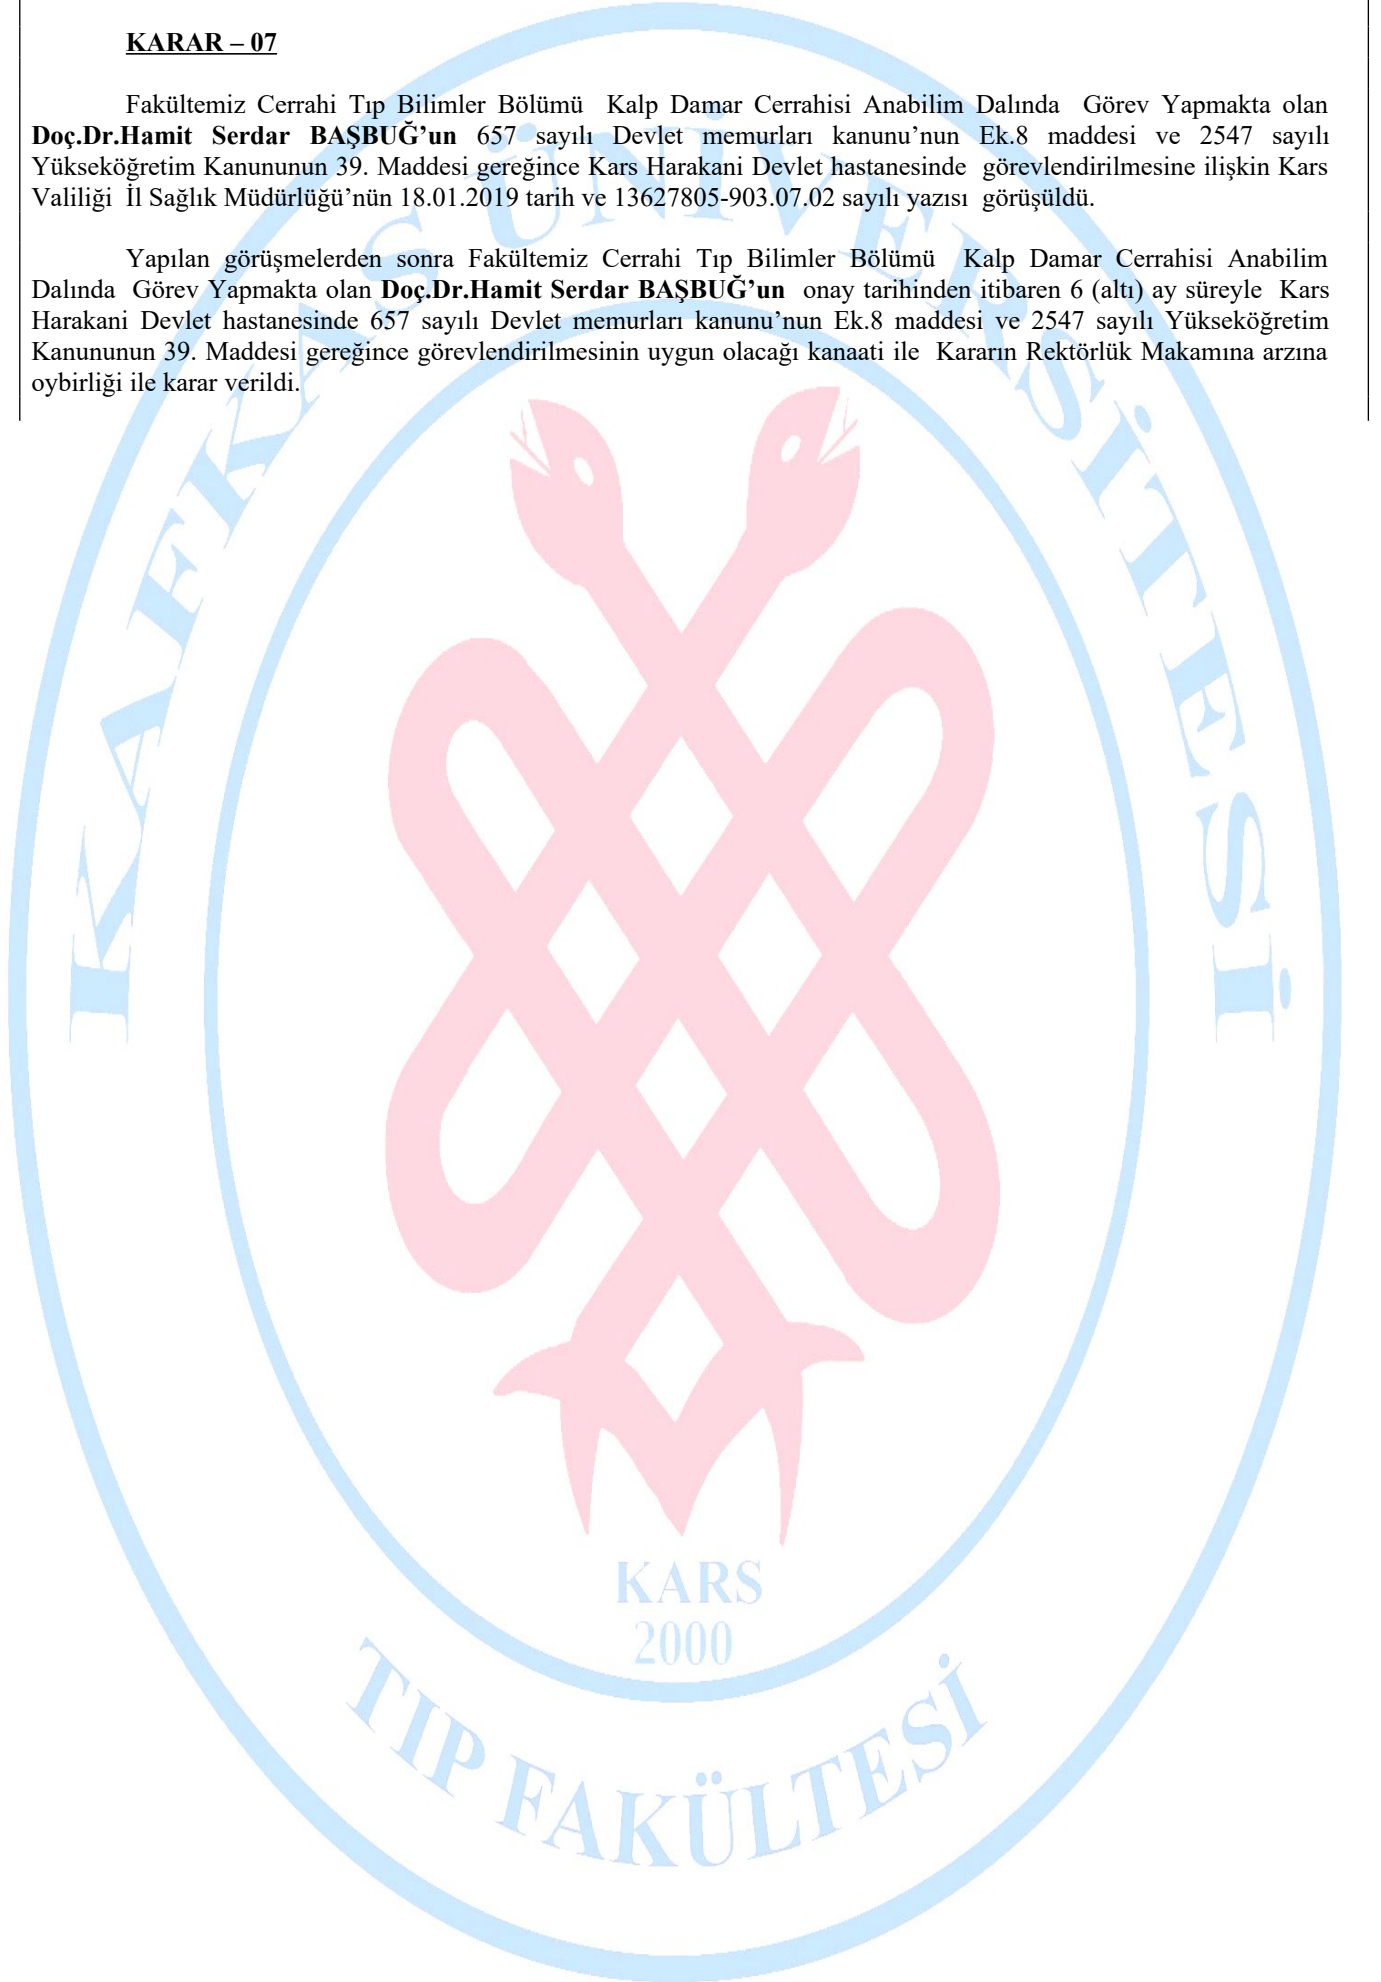 KARAR – 07
Fakültemiz Cerrahi Tıp Bilimler Bölümü Kalp Damar Cerrahisi Anabilim Dalında Görev Yapmakta olan
Doç.Dr.Hamit Serdar BAŞBUĞ’un 657 sayılı Devlet memurları kanunu’nun Ek.8 maddesi ve 2547 sayılı
Yükseköğretim Kanununun 39. Maddesi gereğince Kars Harakani Devlet hastanesinde görevlendirilmesine ilişkin Kars
Valiliği İl Sağlık Müdürlüğü’nün 18.01.2019 tarih ve 13627805-903.07.02 sayılı yazısı görüşüldü.
Yapılan görüşmelerden sonra Fakültemiz Cerrahi Tıp Bilimler Bölümü Kalp Damar Cerrahisi Anabilim
Dalında Görev Yapmakta olan Doç.Dr.Hamit Serdar BAŞBUĞ’un onay tarihinden itibaren 6 (altı) ay süreyle Kars
Harakani Devlet hastanesinde 657 sayılı Devlet memurları kanunu’nun Ek.8 maddesi ve 2547 sayılı Yükseköğretim
Kanununun 39. Maddesi gereğince görevlendirilmesinin uygun olacağı kanaati ile Kararın Rektörlük Makamına arzına
oybirliği ile karar verildi.
KAFKAS ÜNİVERSİTESİ
KARS
2000
TIP FAKÜLTESİ